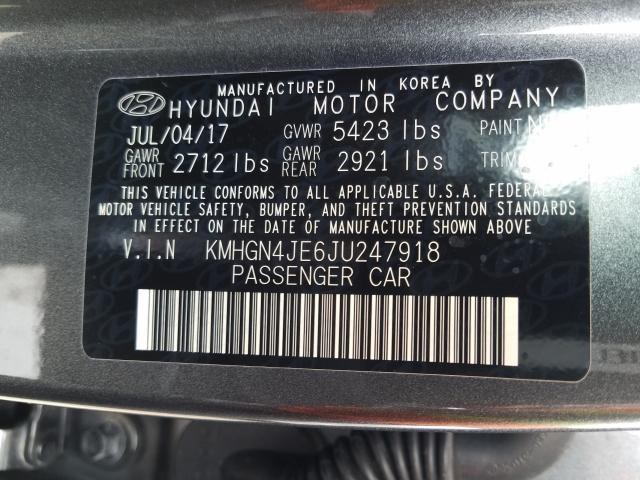 MANUFACTURED IN KOREA BY
HYUNDAI MOTOR COMPANY
JUL/04/17 GVWR 5423 lbs PAINT
GAWR FRONT 2712 lbs GAWR REAR 2921 lbs TRIM
THIS VEHICLE CONFORMS TO ALL APPLICABLE U.S.A. FEDERAL
MOTOR VEHICLE SAFETY, BUMPER, AND THEFT PREVENTION STANDARDS
IN EFFECT ON THE DATE OF MANUFACTURE SHOWN ABOVE
V.I.N KMHGN4JE6JU247918
PASSENGER CAR